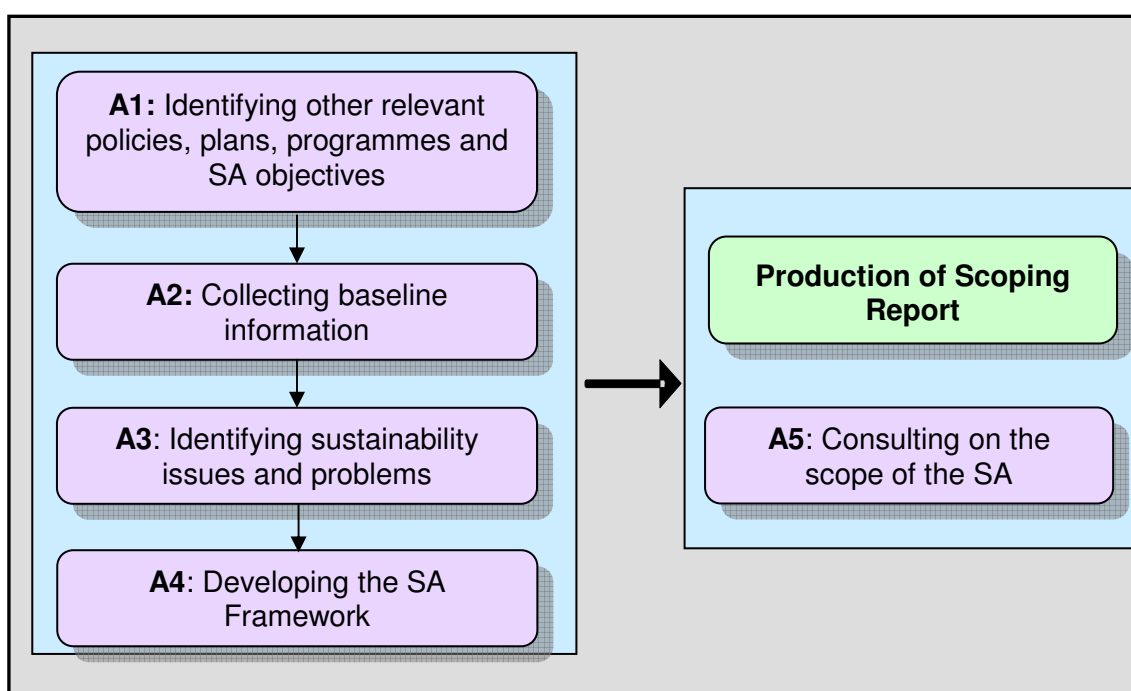 A1: Identifying other relevant
policies, plans, programmes and
SA objectives
A2: Collecting baseline
information
A3: Identifying sustainability
issues and problems
A4: Developing the SA
Framework
Production of Scoping
Report
A5: Consulting on the
scope of the SA